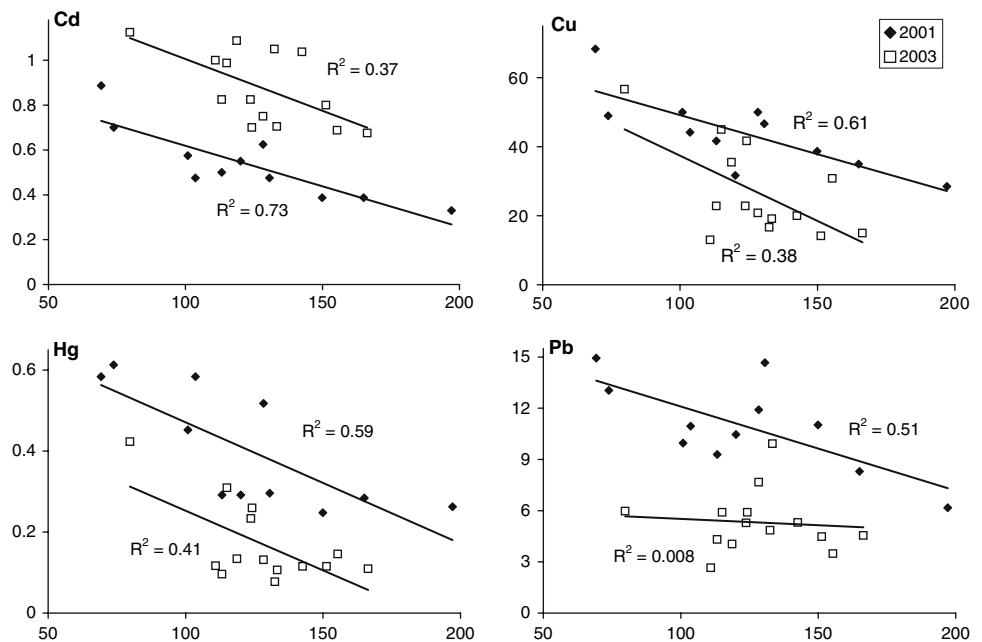 Cd
1
0.8
0.6
0.4
0.2
0
50 100 150 200
R² = 0.37
R² = 0.73
Cu
60
40
20
0
50 100 150 200
R² = 0.61
R² = 0.38
2001
2003
Hg
0.6
0.4
0.2
0
50 100 150 200
R² = 0.59
R² = 0.41
Pb
15
12
9
6
3
0
50 100 150 200
R² = 0.51
R² = 0.008